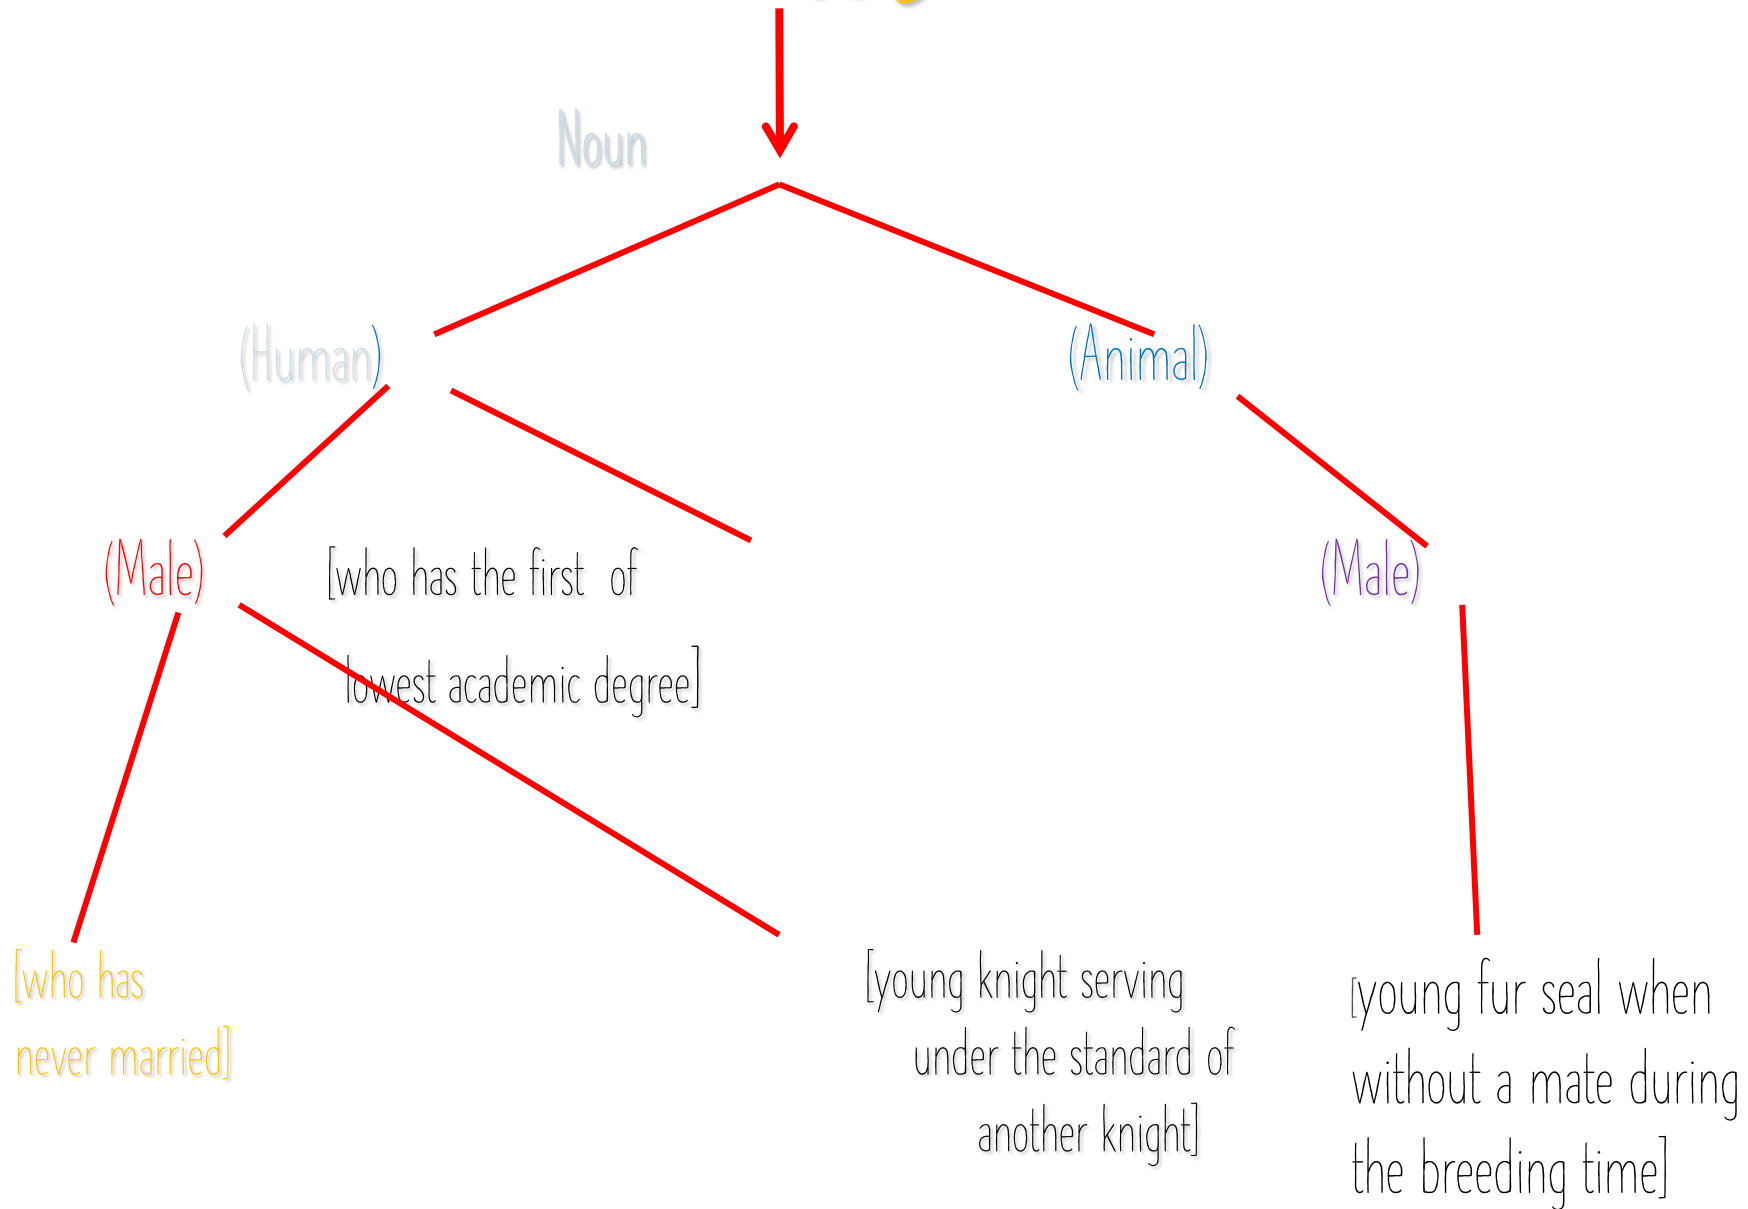 Noun
(Human)
(Animal)
(Male)
[who has the first  of
lowest academic degree]
(Male)
[who has
never married]
[young knight serving
under the standard of
another knight]
[young fur seal when
without a mate during
the breeding time]